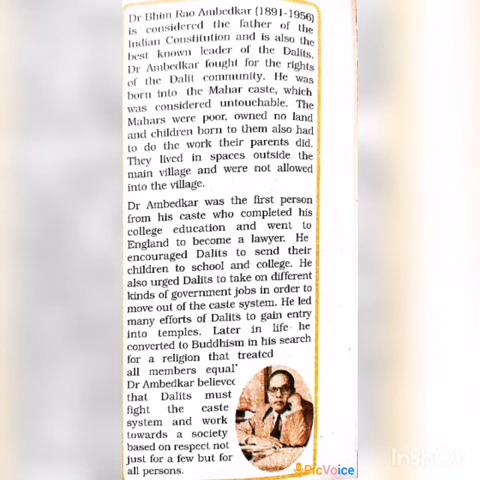 Dr Bhim Rao Ambedkar (1891-1956)
is considered the father of the
Indian Constitution and is also the
best known leader of the Dalits.
Dr Ambedkar fought for the rights
of the Dalit community. He was
born into the Mahar caste, which
was considered untouchable. The
Mahars were poor, owned no land
and children born to them also had
to do the work their parents did.
They lived in spaces outside the
main village and were not allowed
into the village.
Dr Ambedkar was the first person
from his caste who completed his
college education and went to
England to become a lawyer. He
encouraged Dalits to send their
children to school and college. He
also urged Dalits to take on different
kinds of government jobs in order to
move out of the caste system. He led
many efforts of Dalits to gain entry
into temples. Later in life he
converted to Buddhism in his search
for a religion that treated
all members equal
Dr Ambedkar believe
that Dalits must
fight the caste
system and work
towards a society
based on respect not
just for a few but for
all persons.
PicVoice
InShOt